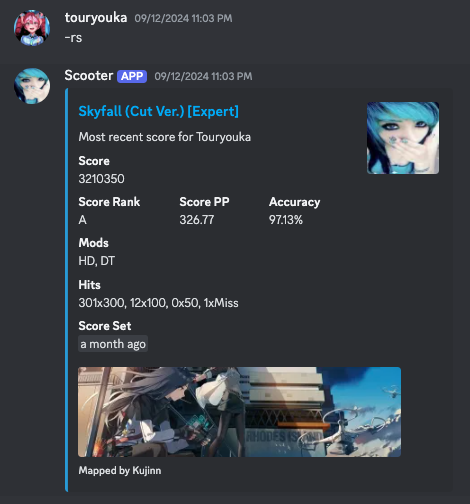 touryouka 09/12/2024 11:03 PM
-rs
Scooter APP 09/12/2024 11:03 PM
Skyfall (Cut Ver.) [Expert]
Most recent score for Touryouka
Score
3210350
Score Rank Score PP Accuracy
A 326.77 97.13%
Mods
HD, DT
Hits
301x300, 12x100, 0x50, 1xMiss
Score Set
a month ago
RHODES ISLAND
Mapped by Kujinn